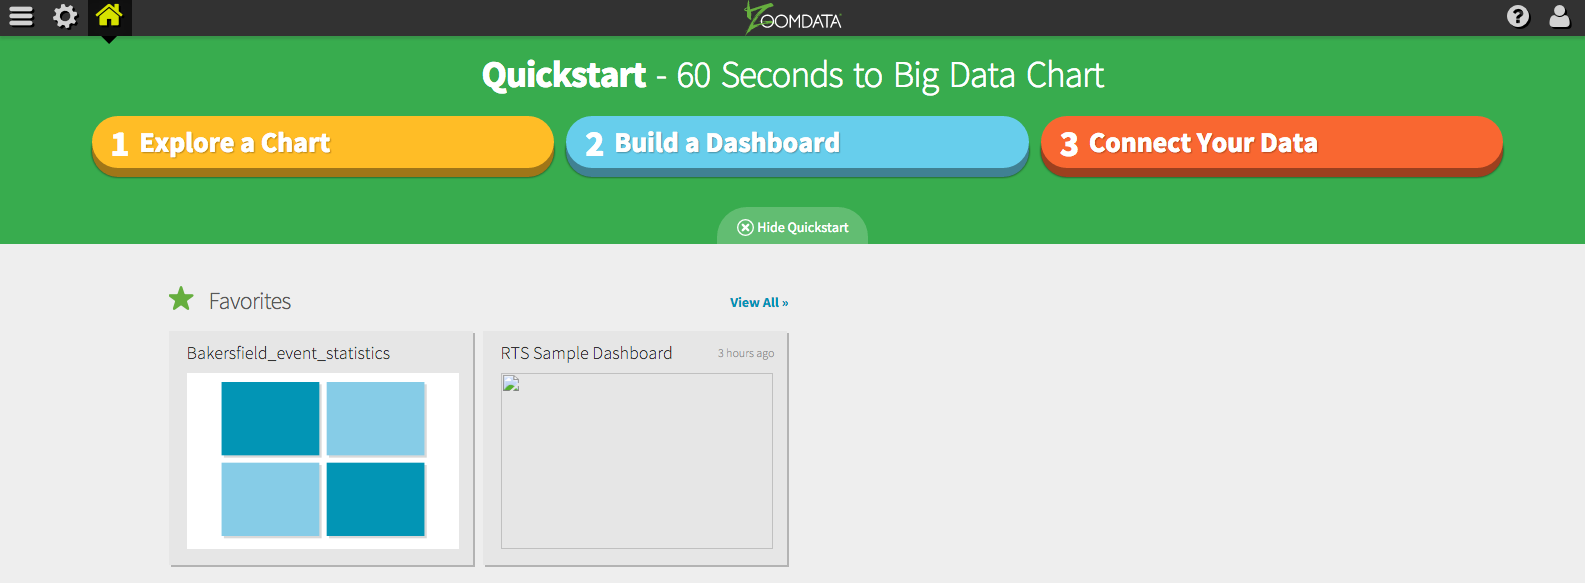 ZOOMDATA
Quickstart - 60 Seconds to Big Data Chart
1 Explore a Chart
2 Build a Dashboard
3 Connect Your Data
Hide Quickstart
Favorites
View All »
Bakersfield_event_statistics
RTS Sample Dashboard
3 hours ago